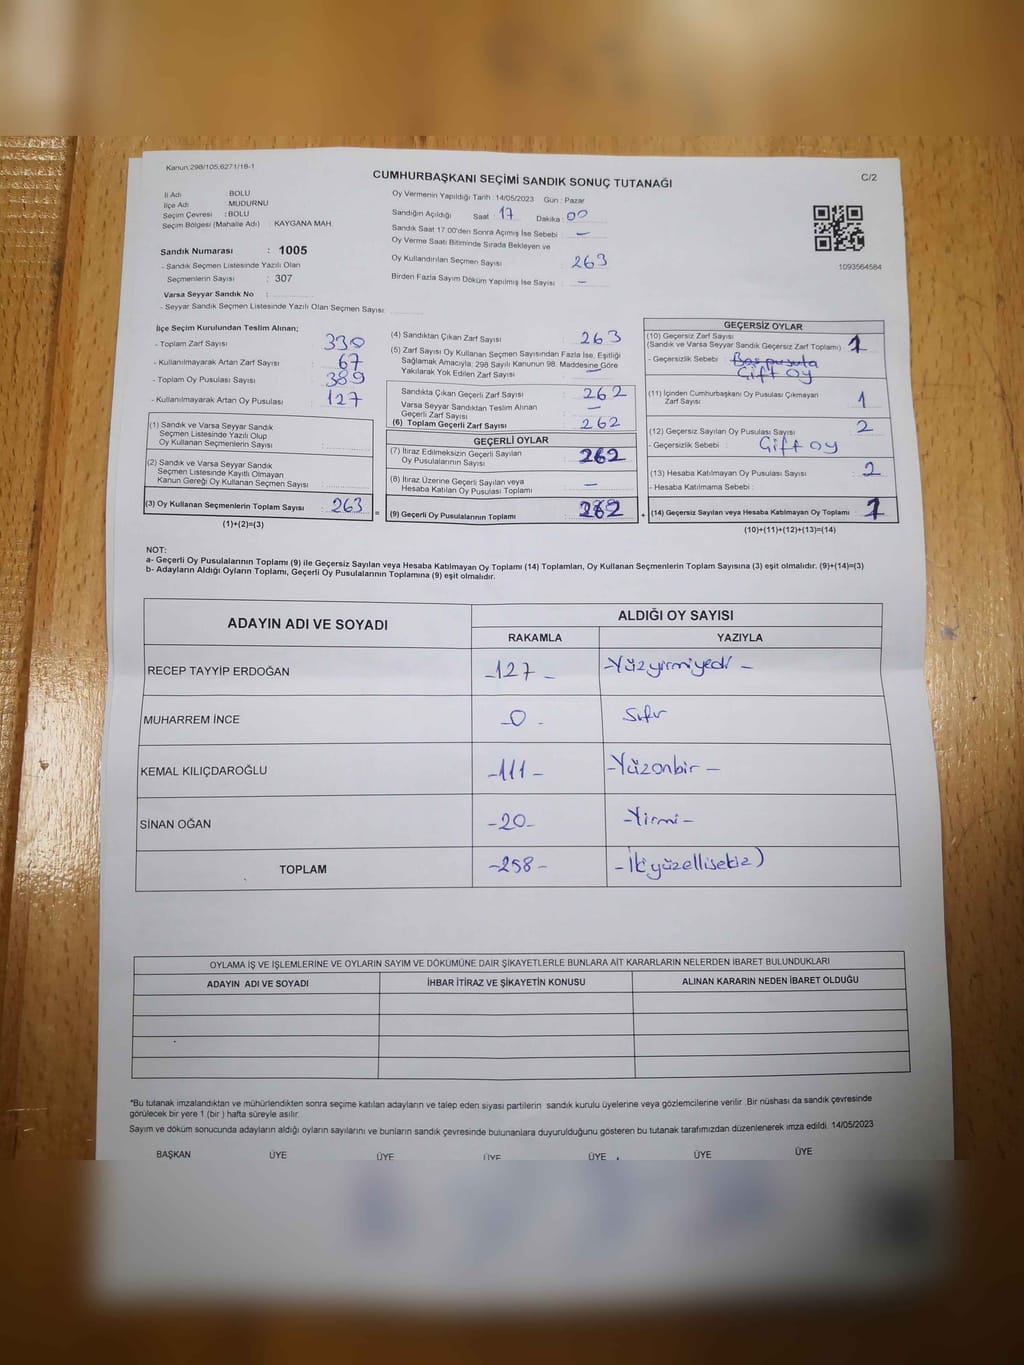 Kanun:298/105,6271/18-1
CUMHURBAŞKANI SEÇİMİ SANDIK SONUÇ TUTANAĞI
C/2
İl Adı : BOLU
İlçe Adı : MUDURNU
Seçim Çevresi : BOLU
Seçim Bölgesi (Mahalle Adı) : KAYGANA MAH.
Sandık Numarası : 1005
- Sandık Seçmen Listesinde Yazılı Olan
Seçmenlerin Sayısı : 307
Varsa Seyyar Sandık No :
- Seyyar Sandık Seçmen Listesinde Yazılı Olan Seçmen Sayısı:
Oy Vermenin Yapıldığı Tarih : 14/05/2023 Gün : Pazar
Sandığın Açıldığı Saat : 17 Dakika : 00
Sandık Saat 17.00'den Sonra Açımış İse Sebebi : –
Oy Verme Saati Bitiminde Sırada Bekleyen ve
Oy Kullandırılan Seçmen Sayısı 263
Birden Fazla Sayım Döküm Yapılmış İse Sayısı : –
1093564584
İlçe Seçim Kurulundan Teslim Alınan;
- Toplam Zarf Sayısı : 330
- Kullanılmayarak Artan Zarf Sayısı : 67
- Toplam Oy Pusulası Sayısı : 389
- Kullanılmayarak Artan Oy Pusulası : 127
(1) Sandık ve Varsa Seyyar Sandık
Seçmen Listesinde Yazılı Olup
Oy Kullanan Seçmenlerin Sayısı :
(2) Sandık ve Varsa Seyyar Sandık
Seçmen Listesinde Kayıtlı Olmayan
Kanun Gereği Oy Kullanan Seçmen Sayısı :
(3) Oy Kullanan Seçmenlerin Toplam Sayısı : 263
(1)+(2)=(3)
(4) Sandıktan Çıkan Zarf Sayısı : 263
(5) Zarf Sayısı Oy Kullanan Seçmen Sayısından Fazla İse, Eşitliği
Sağlamak Amacıyla, 298 Sayılı Kanunun 98. Maddesine Göre
Yakılarak Yok Edilen Zarf Sayısı : –
Sandıkta Çıkan Geçerli Zarf Sayısı : 262
Varsa Seyyar Sandıktan Teslim Alınan
Geçerli Zarf Sayısı : –
(6) Toplam Geçerli Zarf Sayısı : 262
GEÇERLİ OYLAR
(7) İtiraz Edilmeksizin Geçerli Sayılan
Oy Pusulalarının Sayısı : 262
(8) İtiraz Üzerine Geçerli Sayılan veya
Hesaba Katılan Oy Pusulası Toplamı : –
(9) Geçerli Oy Pusulalarının Toplamı : 262
=
+
GEÇERSİZ OYLAR
(10) Geçersiz Zarf Sayısı
(Sandık ve Varsa Seyyar Sandık Geçersiz Zarf Toplamı) : 1
- Geçersizlik Sebebi : Boş pusula
Çift oy
(11) İçinden Cumhurbaşkanı Oy Pusulası Çıkmayan
Zarf Sayısı 1
(12) Geçersiz Sayılan Oy Pusulası Sayısı 2
- Geçersizlik Sebebi : Çift oy
(13) Hesaba Katılmayan Oy Pusulası Sayısı : 2
- Hesaba Katılmama Sebebi :
(14) Geçersiz Sayılan veya Hesaba Katılmayan Oy Toplamı : 1
(10)+(11)+(12)+(13)=(14)
NOT:
a- Geçerli Oy Pusulalarının Toplamı (9) ile Geçersiz Sayılan veya Hesaba Katılmayan Oy Toplamı (14) Toplamları, Oy Kullanan Seçmenlerin Toplam Sayısına (3) eşit olmalıdır. (9)+(14)=(3)
b- Adayların Aldığı Oyların Toplamı, Geçerli Oy Pusulalarının Toplamına (9) eşit olmalıdır.
ADAYIN ADI VE SOYADI
ALDIĞI OY SAYISI
RAKAMLA YAZIYLA
RECEP TAYYİP ERDOĞAN -127- -Yüzyirmiyedi-
MUHARREM İNCE -0- Sıfır
KEMAL KILIÇDAROĞLU -111- -Yüzonbir-
SİNAN OĞAN -20- -Yirmi-
TOPLAM -258- -İkiyüzellisekiz)
OYLAMA İŞ VE İŞLEMLERİNE VE OYLARIN SAYIM VE DÖKÜMÜNE DAİR ŞİKAYETLERLE BUNLARA AİT KARARLARIN NELERDEN İBARET BULUNDUKLARI
ADAYIN ADI VE SOYADI İHBAR İTİRAZ VE ŞİKAYETİN KONUSU ALINAN KARARIN NEDEN İBARET OLDUĞU
*Bu tutanak imzalandıktan ve mühürlendikten sonra seçime katılan adayların ve talep eden siyasi partilerin sandık kurulu üyelerine veya gözlemcilerine verilir .Bir nüshası da sandık çevresinde
görülecek bir yere 1 (bir ) hafta süreyle asılır.
Sayım ve döküm sonucunda adayların aldığı oyların sayılarını ve bunların sandık çevresinde bulunanlara duyurulduğunu gösteren bu tutanak tarafımızdan düzenlenerek imza edildi. 14/05/2023
BAŞKAN ÜYE ÜYE ÜYE ÜYE ÜYE ÜYE